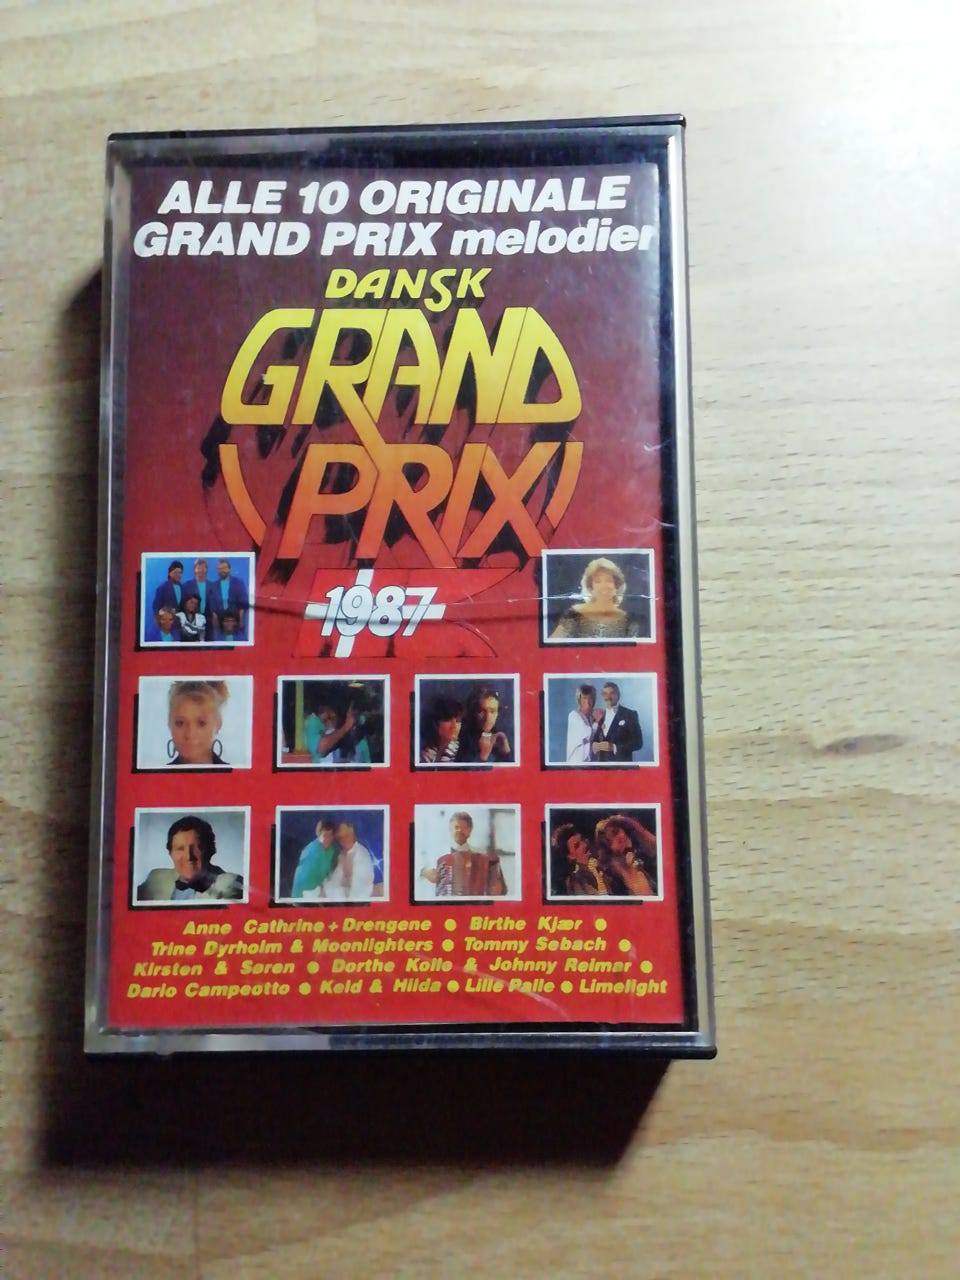 ALLE 10 ORIGINALE
GRAND PRIX melodier
DANSK
GRAND
PRIX
1987
Anne Cathrine + Drengene • Birthe Kjær •
Trine Dyrholm & Moonlighters • Tommy Sebach •
Kirsten & Søren • Dorthe Kollo & Johnny Reimar •
Dario Campeotto • Keld & Hilda • Lille Palle • Limelight